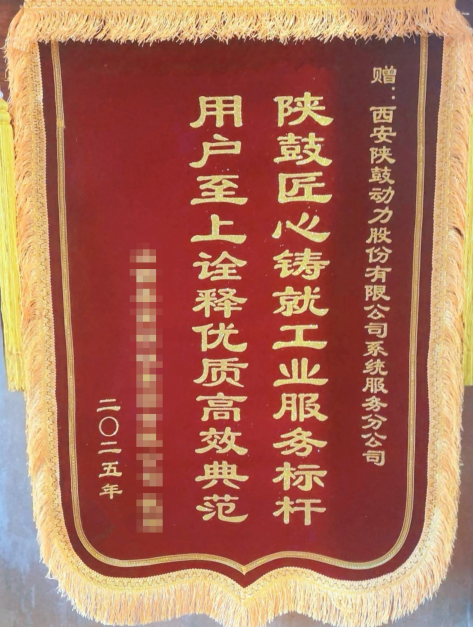 赠：西安陕鼓动力股份有限公司系统服务分公司
陕鼓匠心铸就工业服务标杆
用户至上诠释优质高效典范
二〇二五年